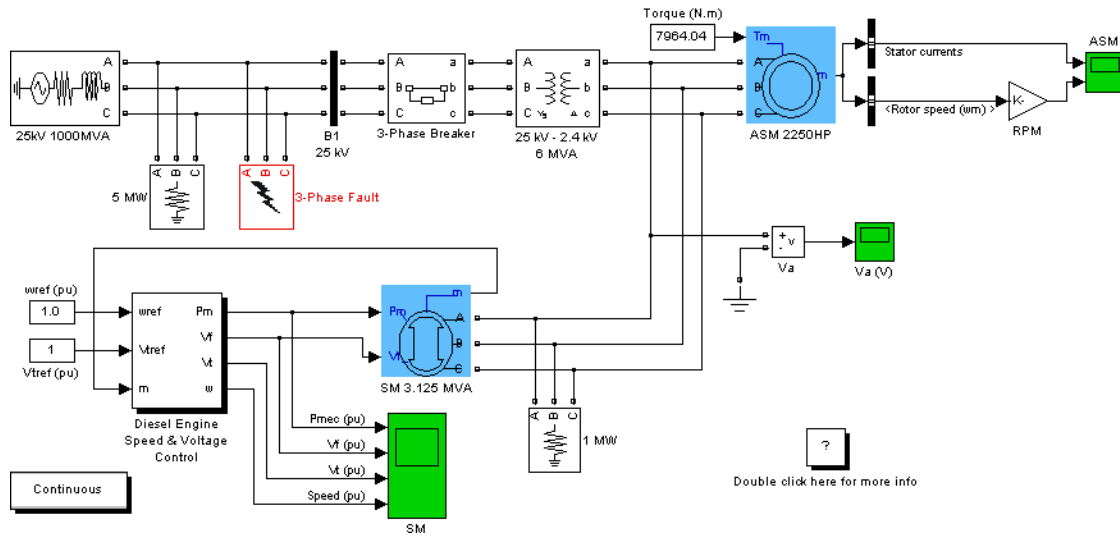 Torque (N.m)
7964.04
Tm
m
A
B
C
ASM 2250HP
Stator currents
<Rotor speed (wm) >
K-
RPM
ASM
A
B
C
25kV 1000MVA
B1
25 kV
A
B
C
a
b
c
3-Phase Breaker
A
B
C
a
b
c
Yg
Δ
25 kV - 2.4 kV
6 MVA
A
B
C
5 MW
A
B
C
3-Phase Fault
+
-
v
Va
Va (V)
wref (pu)
1.0
1
Vtref (pu)
wref
Vtref
m
Pm
Vf
Vt
w
Diesel Engine
Speed & Voltage
Control
Pm
Vf
m
A
B
C
SM 3.125 MVA
Pmec (pu)
Vf (pu)
Vt (pu)
Speed (pu)
SM
A
B
C
1 MW
?
Double click here for more info
Continuous